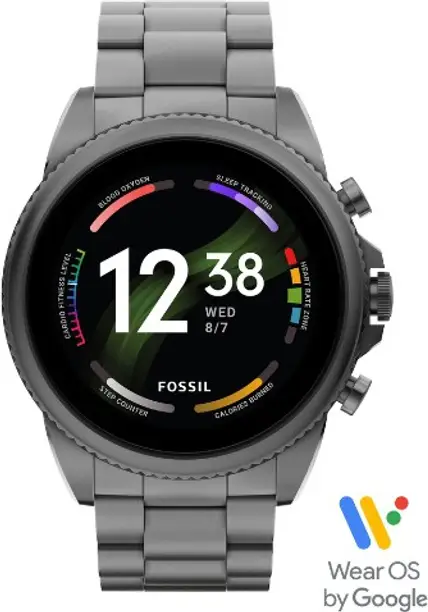 BLOOD OXYGEN
SLEEP TRACKING
CARDIO FITNESS LEVEL
HEART RATE ZONE
12 38
WED
8/7
FOSSIL
STEP COUNTER
CALORIES BURNED
Wear OS
by Google